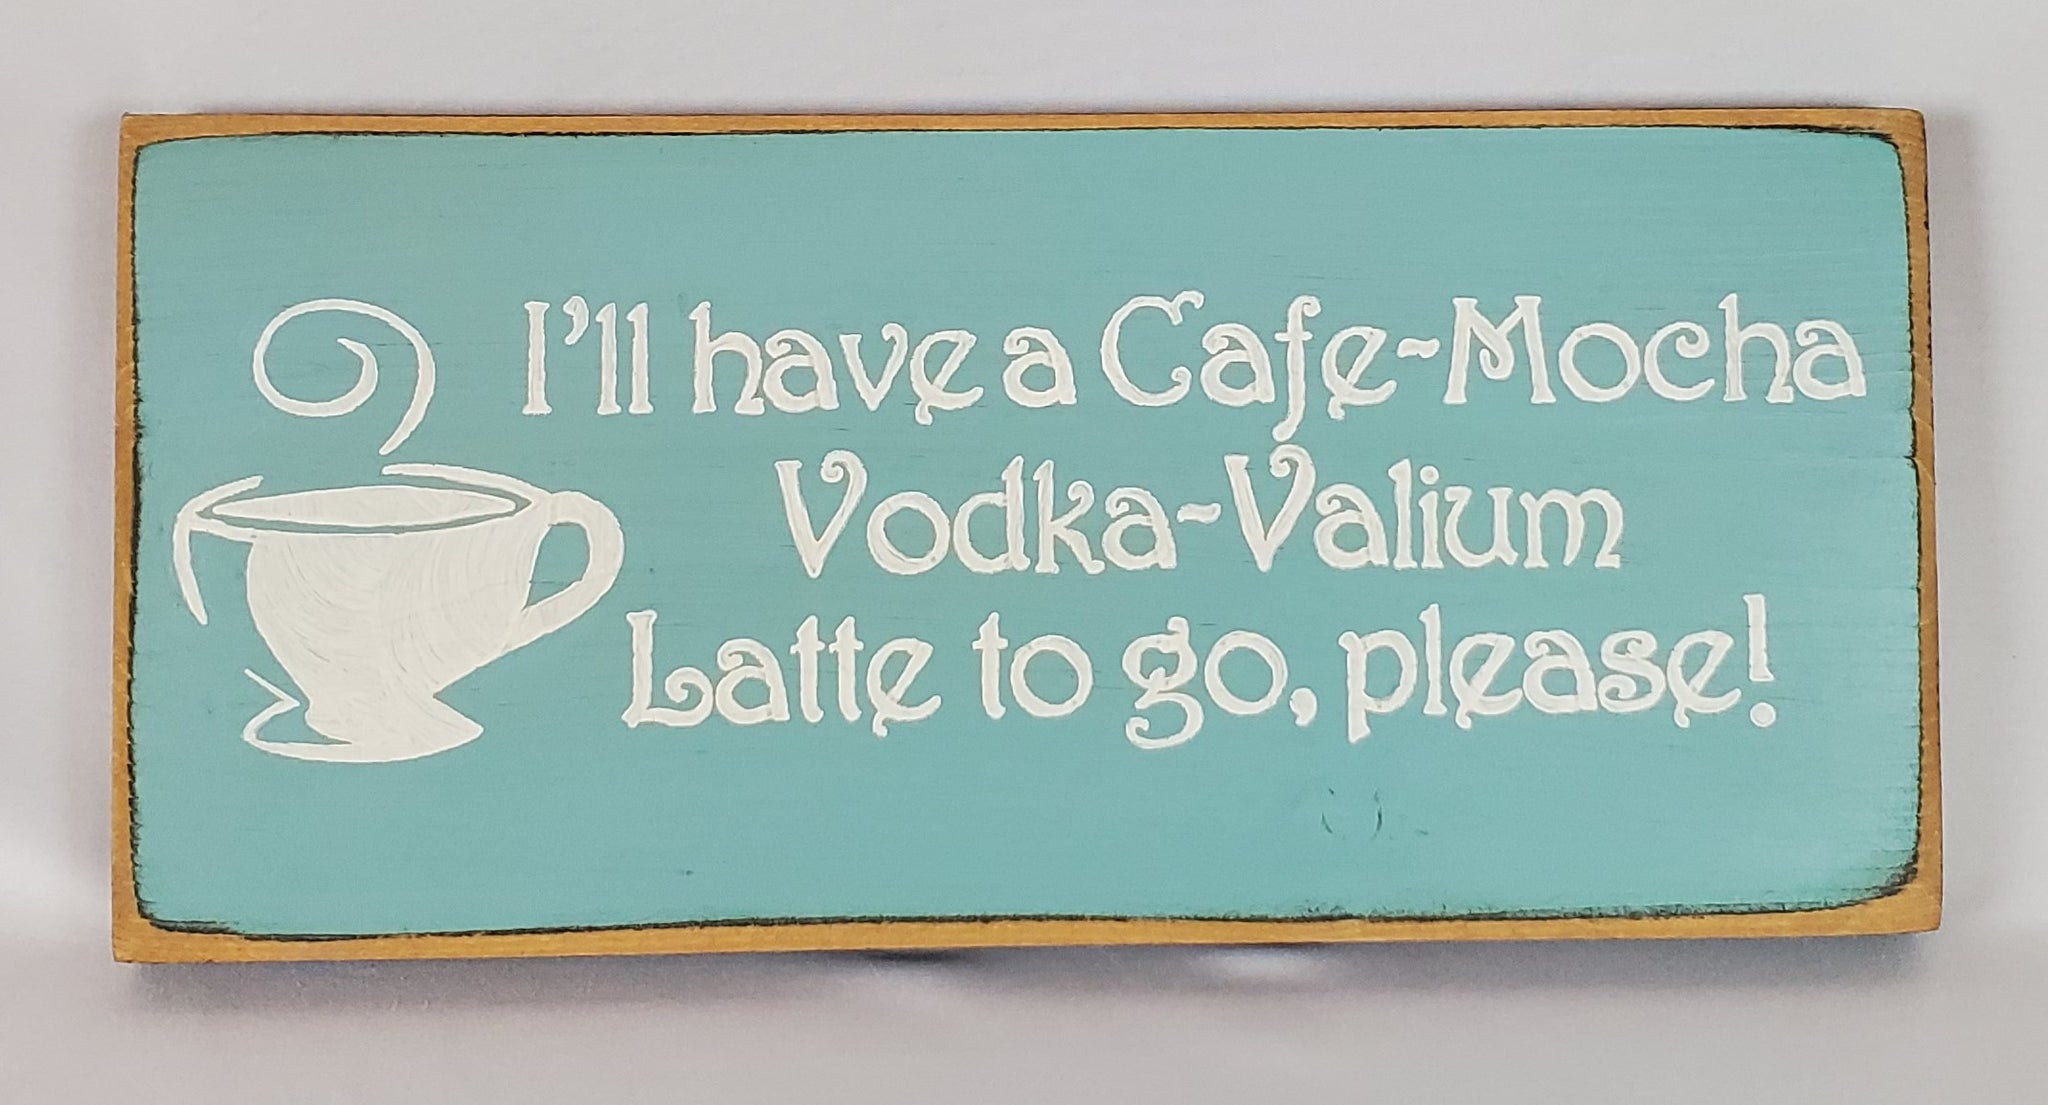 I'll have a Cafe~Mocha
Vodka~Valium
Latte to go, please!